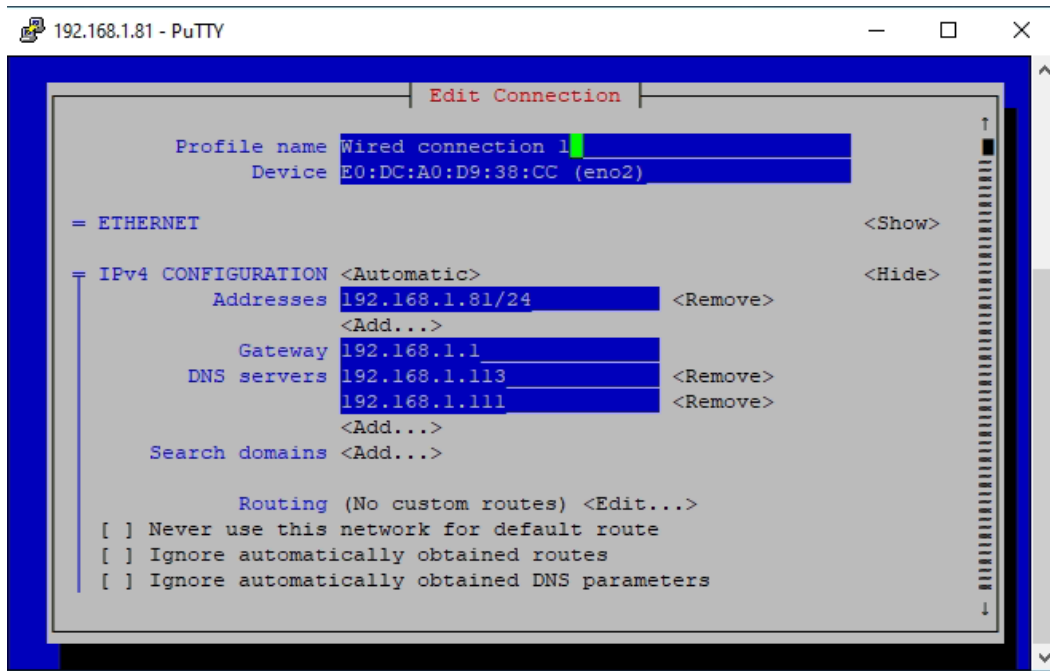 192.168.1.81 - PuTTY
Edit Connection
Profile name Wired connection 1
Device E0:DC:A0:D9:38:CC (eno2)
= ETHERNET <Show>
= IPv4 CONFIGURATION <Automatic> <Hide>
Addresses 192.168.1.81/24 <Remove>
<Add...>
Gateway 192.168.1.1
DNS servers 192.168.1.113 <Remove>
192.168.1.111 <Remove>
<Add...>
Search domains <Add...>
Routing (No custom routes) <Edit...>
[ ] Never use this network for default route
[ ] Ignore automatically obtained routes
[ ] Ignore automatically obtained DNS parameters